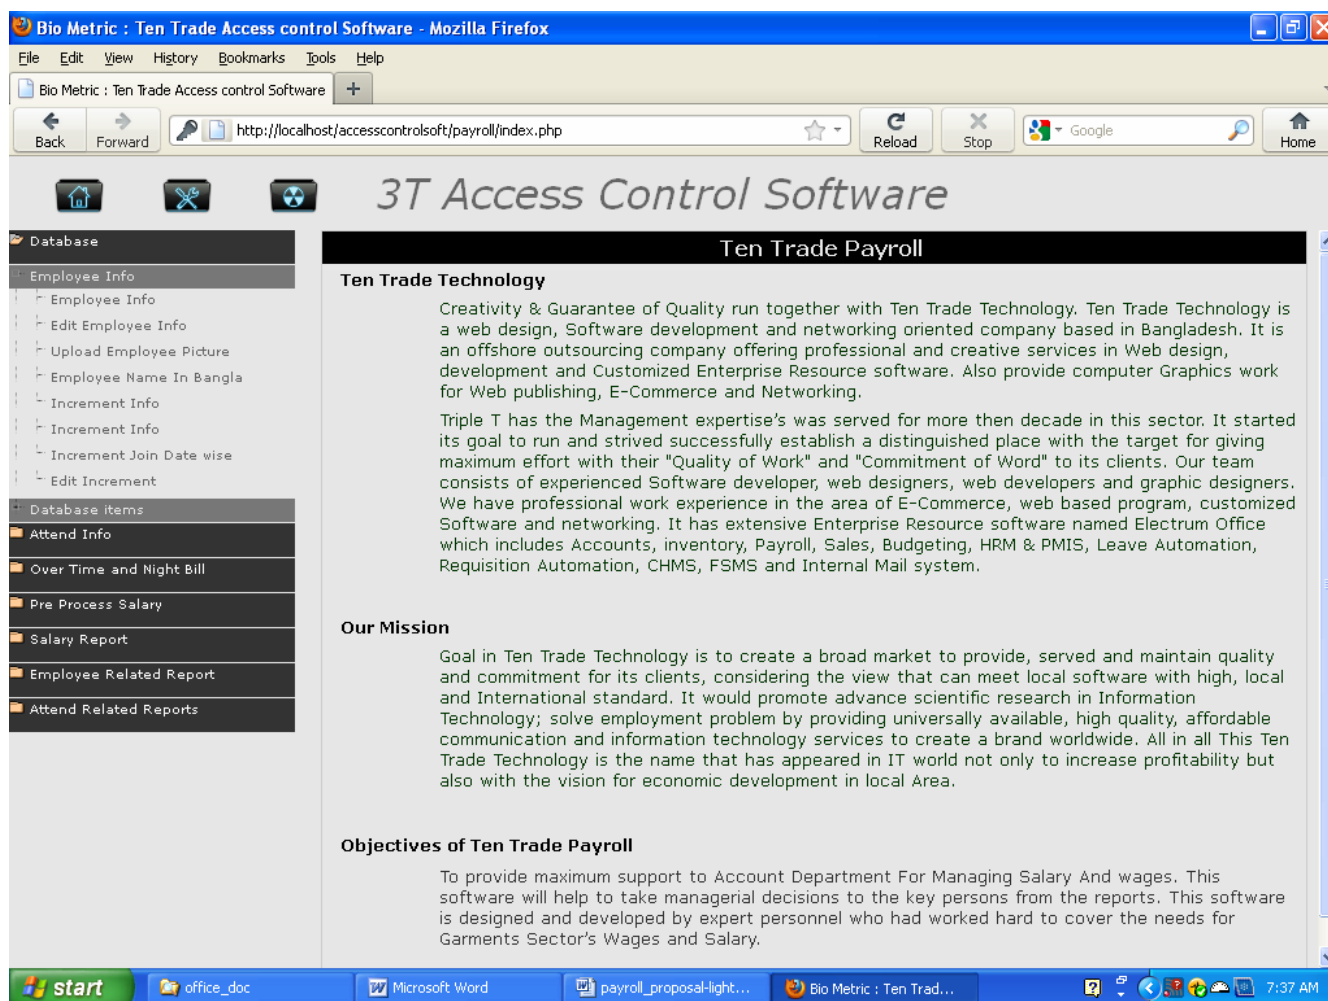 Bio Metric : Ten Trade Access control Software - Mozilla Firefox
File Edit View History Bookmarks Tools Help
Bio Metric : Ten Trade Access control Software
http://localhost/accesscontrolsoft/payroll/index.php
Google
Back Forward Reload Stop Home
3T Access Control Software
Database
Employee Info
Employee Info
Edit Employee Info
Upload Employee Picture
Employee Name In Bangla
Increment Info
Increment Info
Increment Join Date wise
Edit Increment
Database items
Attend Info
Over Time and Night Bill
Pre Process Salary
Salary Report
Employee Related Report
Attend Related Reports
Ten Trade Payroll
Ten Trade Technology
Creativity & Guarantee of Quality run together with Ten Trade Technology. Ten Trade Technology is
a web design, Software development and networking oriented company based in Bangladesh. It is
an offshore outsourcing company offering professional and creative services in Web design,
development and Customized Enterprise Resource software. Also provide computer Graphics work
for Web publishing, E-Commerce and Networking.
Triple T has the Management expertise's was served for more then decade in this sector. It started
its goal to run and strived successfully establish a distinguished place with the target for giving
maximum effort with their "Quality of Work" and "Commitment of Word" to its clients. Our team
consists of experienced Software developer, web designers, web developers and graphic designers.
We have professional work experience in the area of E-Commerce, web based program, customized
Software and networking. It has extensive Enterprise Resource software named Electrum Office
which includes Accounts, inventory, Payroll, Sales, Budgeting, HRM & PMIS, Leave Automation,
Requisition Automation, CHMS, FSMS and Internal Mail system.
Our Mission
Goal in Ten Trade Technology is to create a broad market to provide, served and maintain quality
and commitment for its clients, considering the view that can meet local software with high, local
and International standard. It would promote advance scientific research in Information
Technology; solve employment problem by providing universally available, high quality, affordable
communication and information technology services to create a brand worldwide. All in all This Ten
Trade Technology is the name that has appeared in IT world not only to increase profitability but
also with the vision for economic development in local Area.
Objectives of Ten Trade Payroll
To provide maximum support to Account Department For Managing Salary And wages. This
software will help to take managerial decisions to the key persons from the reports. This software
is designed and developed by expert personnel who had worked hard to cover the needs for
Garments Sector's Wages and Salary.
start office_doc Microsoft Word payroll_proposal-light... Bio Metric : Ten Trad... 7:37 AM